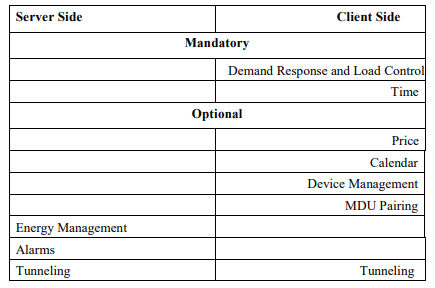 Server Side Client Side
Mandatory
Demand Response and Load Control
Time
Optional
Price
Calendar
Device Management
MDU Pairing
Energy Management
Alarms
Tunneling Tunneling